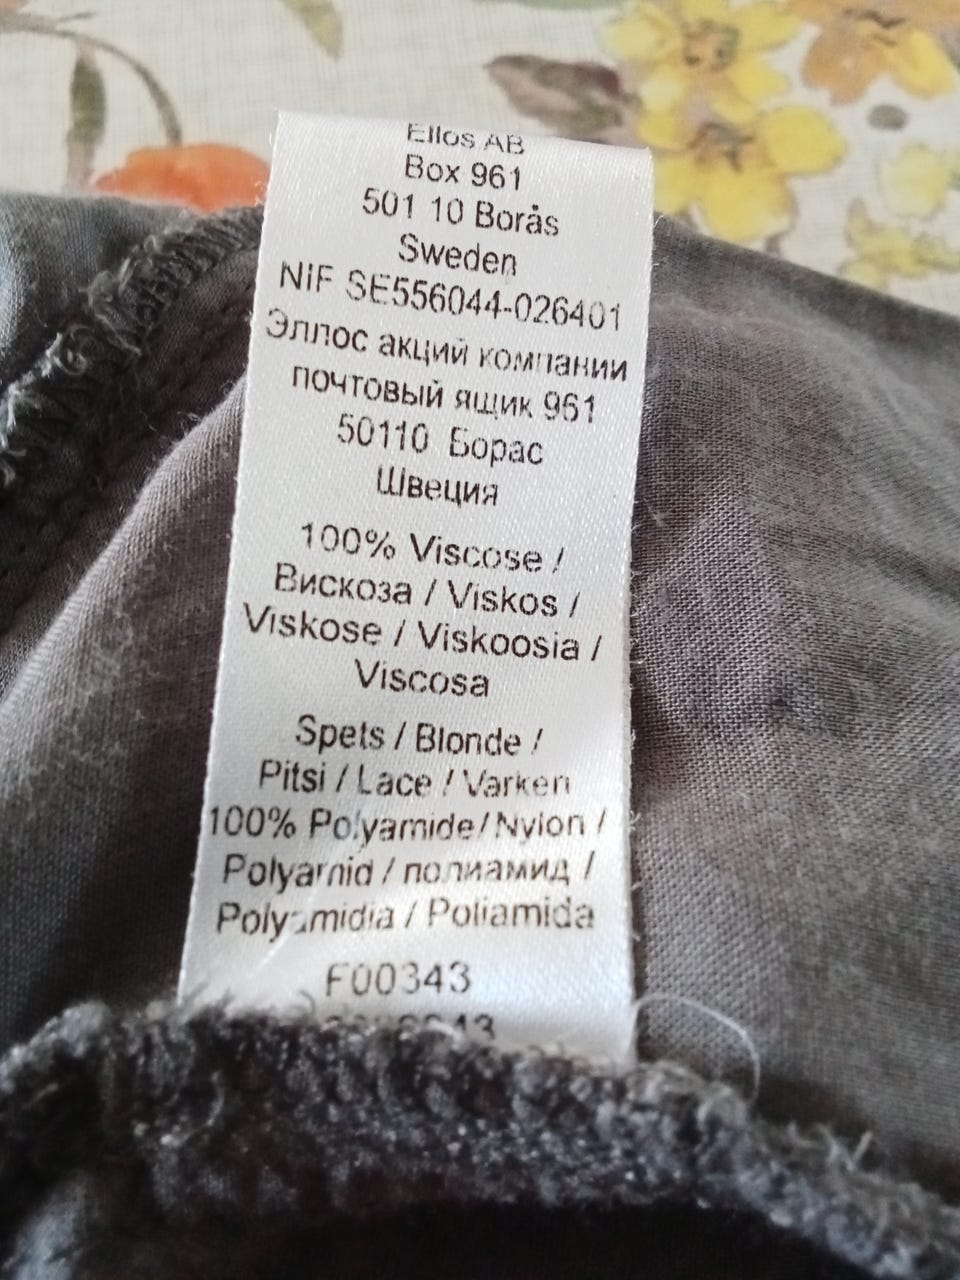 Ellos AB
Box 961
501 10 Borås
Sweden
NIF SE556044-026401
Эллос акций компании
почтовый ящик 961
50110 Борас
Швеция
100% Viscose /
Вискоза / Viskos /
Viskose / Viskoosia /
Viscosa
Spets / Blonde /
Pitsi / Lace / Varken
100% Polyamide/Nylon /
Polyamid / полиамид /
Polyamidia / Poliamida
F00343